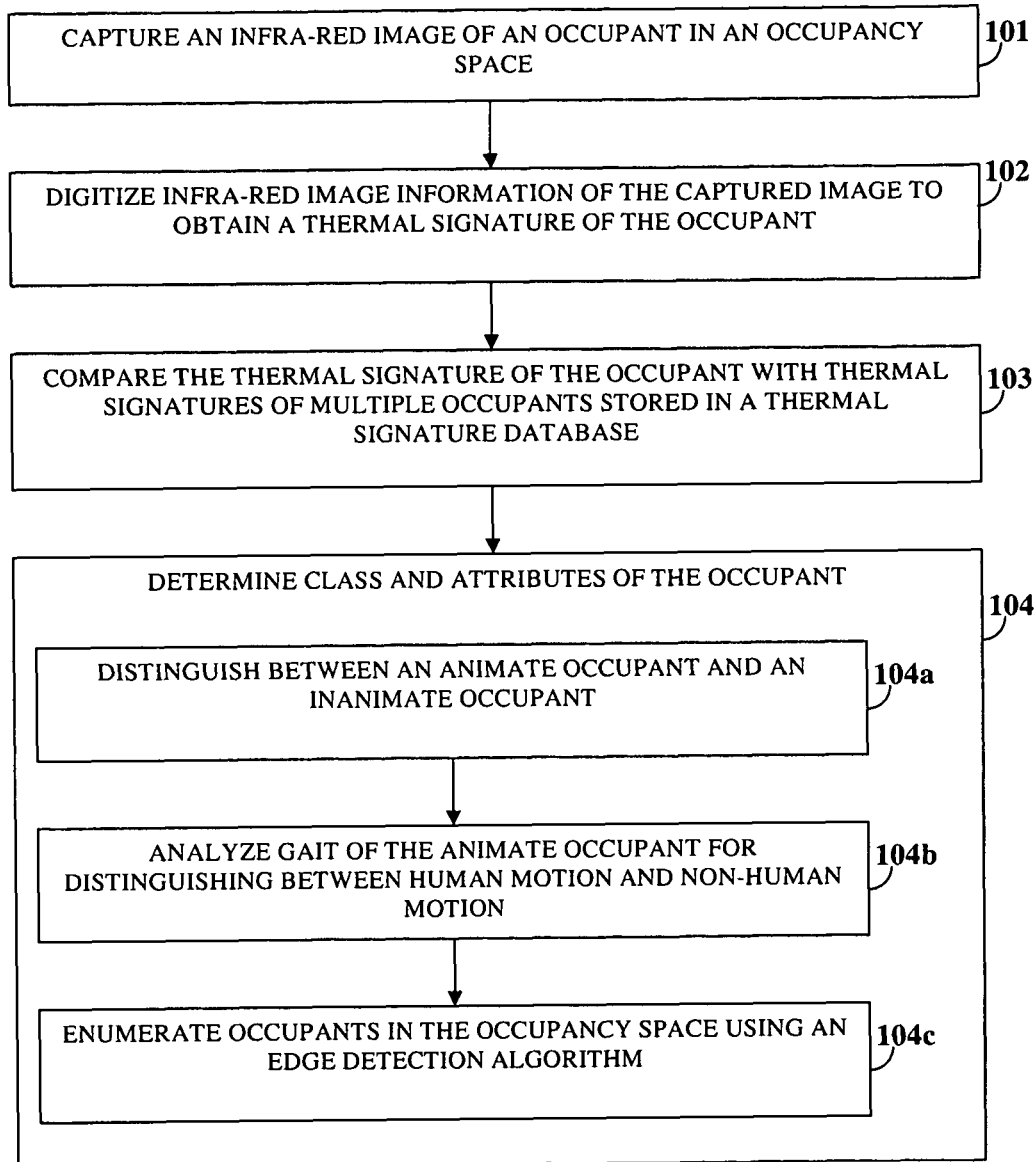 CAPTURE AN INFRA-RED IMAGE OF AN OCCUPANT IN AN OCCUPANCY
SPACE
101
DIGITIZE INFRA-RED IMAGE INFORMATION OF THE CAPTURED IMAGE TO
OBTAIN A THERMAL SIGNATURE OF THE OCCUPANT
102
COMPARE THE THERMAL SIGNATURE OF THE OCCUPANT WITH THERMAL
SIGNATURES OF MULTIPLE OCCUPANTS STORED IN A THERMAL
SIGNATURE DATABASE
103
DETERMINE CLASS AND ATTRIBUTES OF THE OCCUPANT
104
DISTINGUISH BETWEEN AN ANIMATE OCCUPANT AND AN
INANIMATE OCCUPANT
104a
ANALYZE GAIT OF THE ANIMATE OCCUPANT FOR
DISTINGUISHING BETWEEN HUMAN MOTION AND NON-HUMAN
MOTION
104b
ENUMERATE OCCUPANTS IN THE OCCUPANCY SPACE USING AN
EDGE DETECTION ALGORITHM
104c